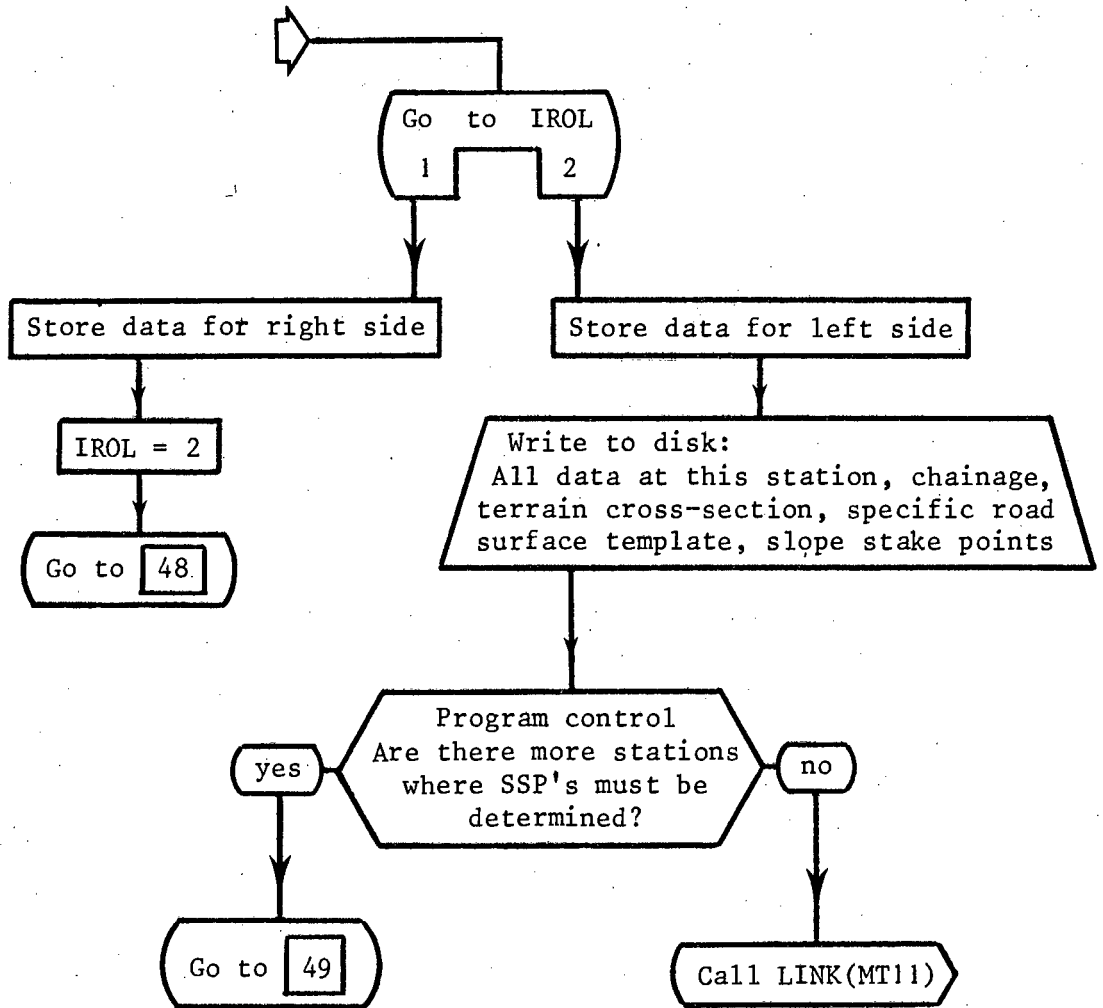 Go to IROL
1 2
Store data for right side
Store data for left side
IROL = 2
Write to disk:
All data at this station, chainage,
terrain cross-section, specific road
surface template, slope stake points
Go to 48
Program control
Are there more stations
where SSP's must be
determined?
yes
no
Go to 49
Call LINK(MT11)